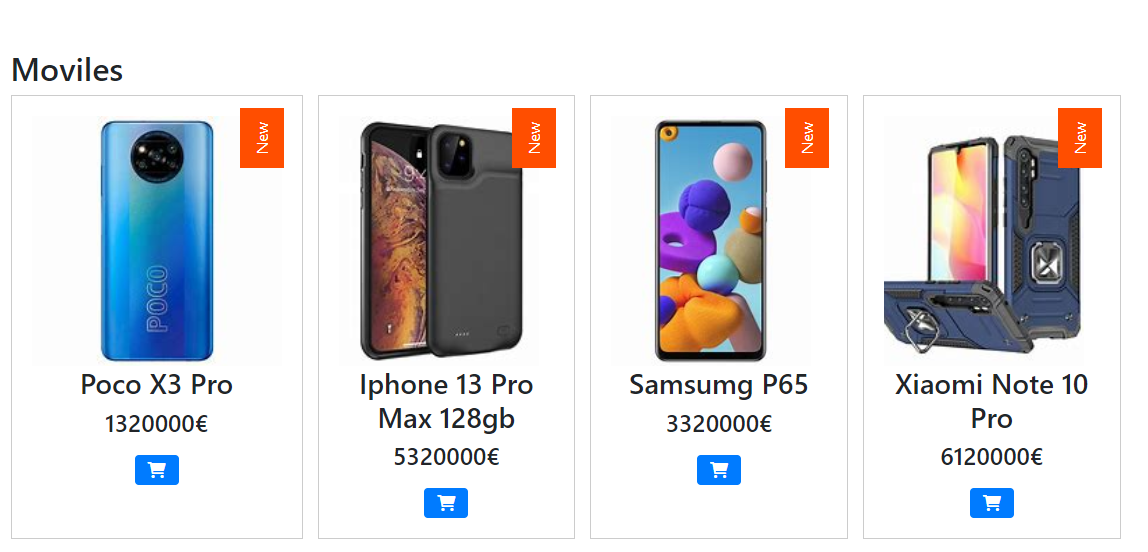 Moviles
New
New
New
New
POCO
Poco X3 Pro
1320000€
Iphone 13 Pro
Max 128gb
5320000€
Samsumg P65
3320000€
Xiaomi Note 10
Pro
6120000€